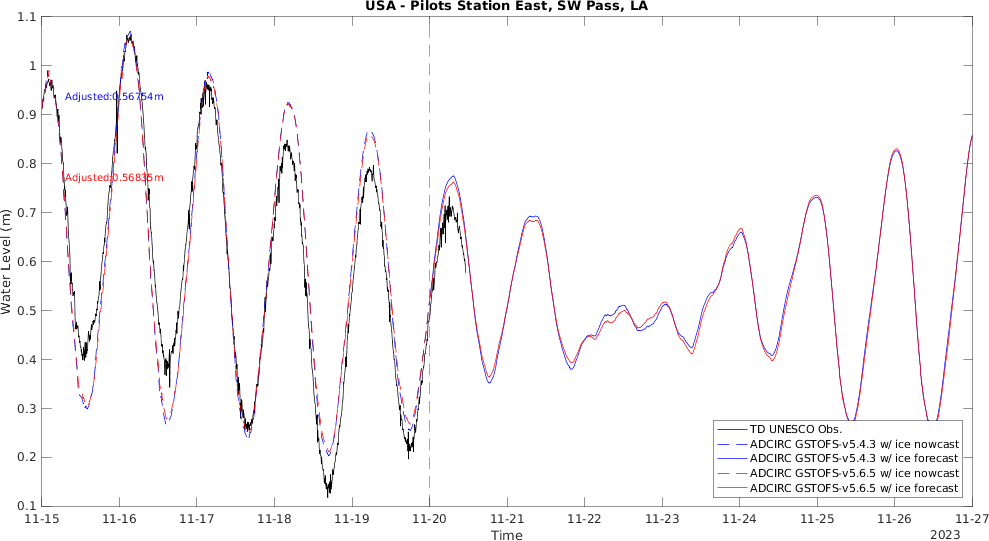 USA - Pilots Station East, SW Pass, LA
1.1
1
0.9
0.8
0.7
0.6
0.5
0.4
0.3
0.2
0.1
Water Level (m)
Adjusted:0.56754m
Adjusted:0.56835m
TD UNESCO Obs.
ADCIRC GSTOFS-v5.4.3 w/ ice nowcast
ADCIRC GSTOFS-v5.4.3 w/ ice forecast
ADCIRC GSTOFS-v5.6.5 w/ ice nowcast
ADCIRC GSTOFS-v5.6.5 w/ ice forecast
11-15 11-16 11-17 11-18 11-19 11-20 11-21 11-22 11-23 11-24 11-25 11-26 11-27
Time
2023